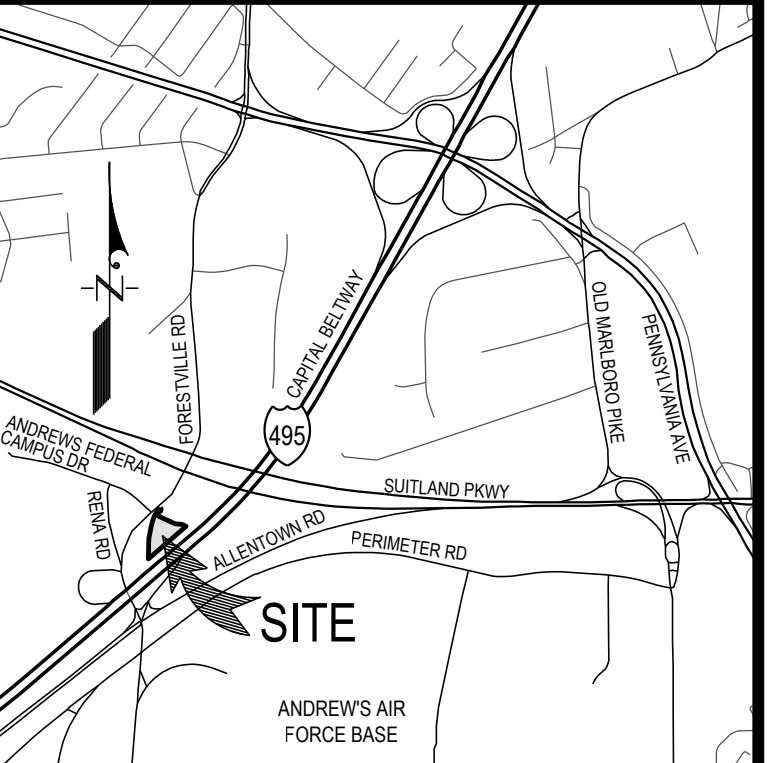 N
CAPITAL BELTWAY
OLD MARLBORO PIKE
PENNSYLVANIA AVE
FORESTVILLE RD
495
ANDREWS FEDERAL
CAMPUS DR
SUITLAND PKWY
RENA RD
ALLENTOWN RD
PERIMETER RD
SITE
ANDREW'S AIR
FORCE BASE